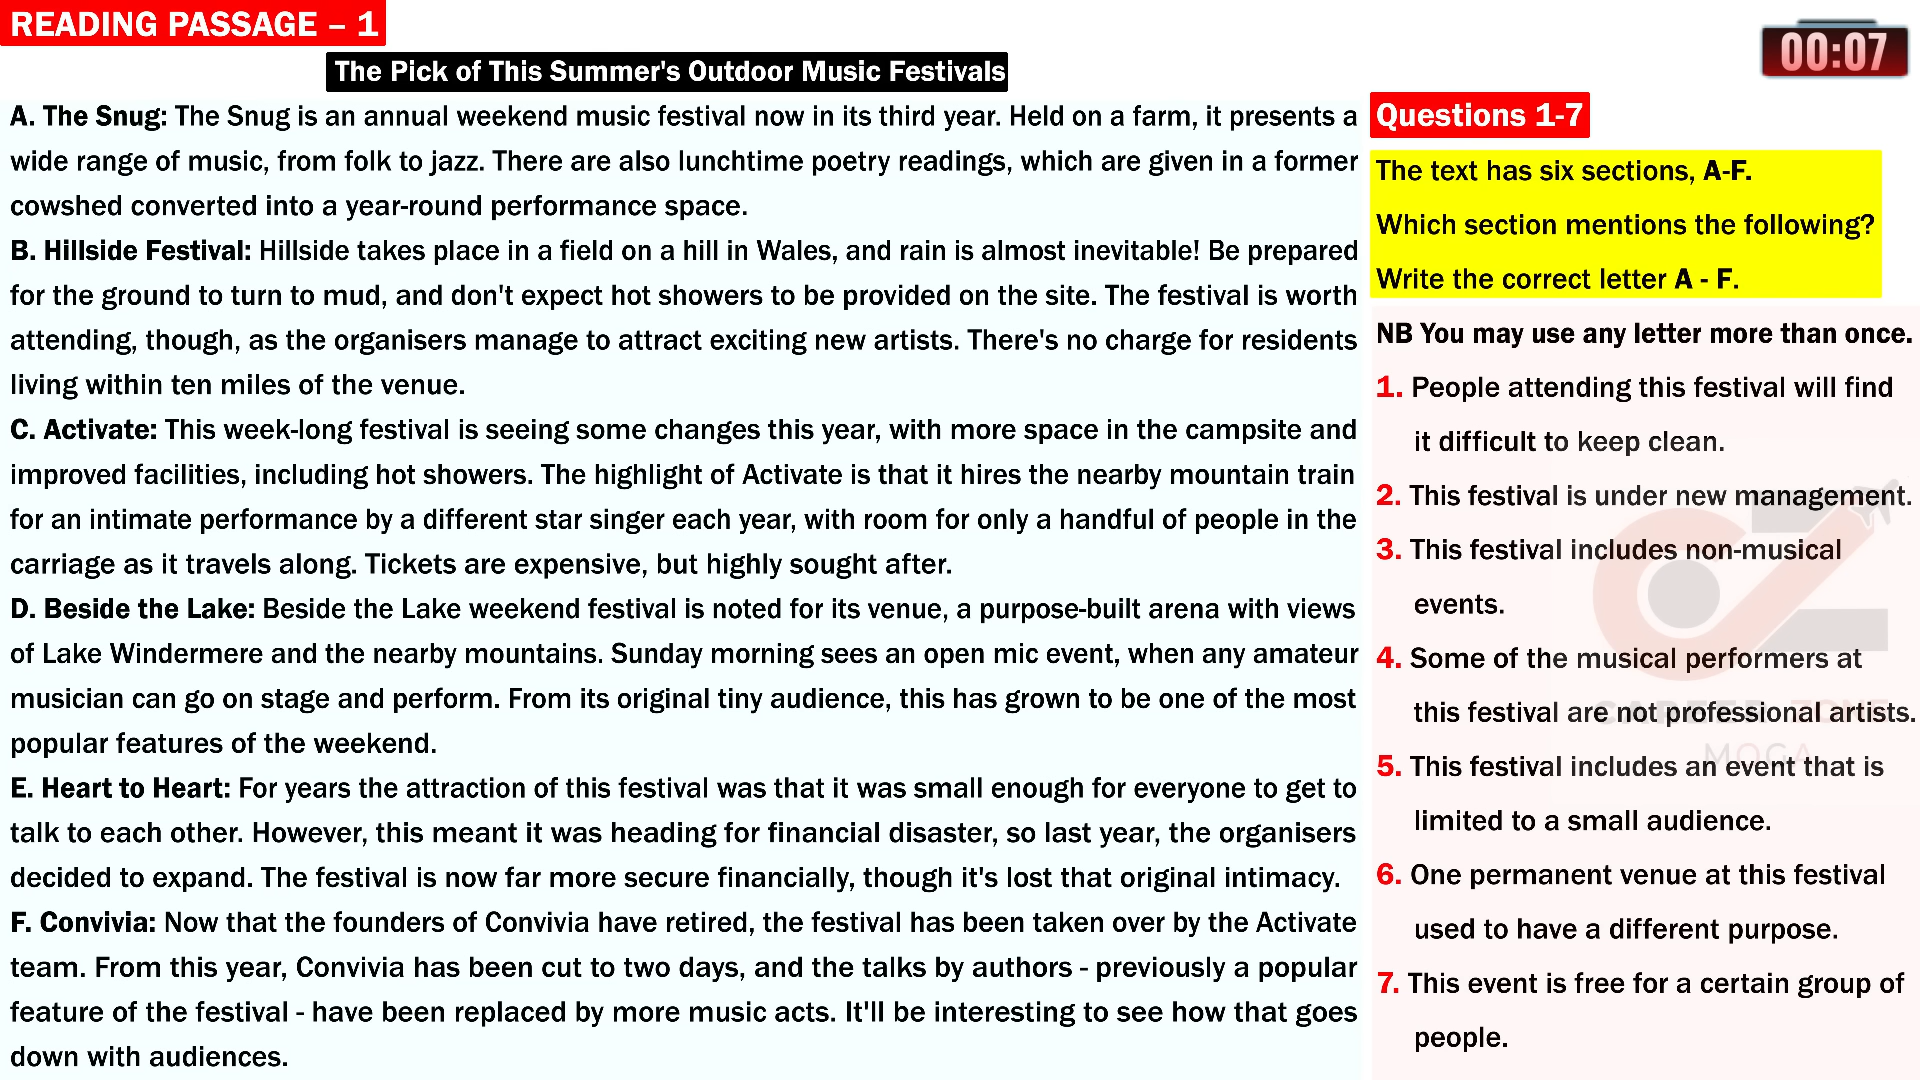 READING PASSAGE – 1
00:07
The Pick of This Summer's Outdoor Music Festivals
A. The Snug: The Snug is an annual weekend music festival now in its third year. Held on a farm, it presents a
wide range of music, from folk to jazz. There are also lunchtime poetry readings, which are given in a former
cowshed converted into a year-round performance space.
B. Hillside Festival: Hillside takes place in a field on a hill in Wales, and rain is almost inevitable! Be prepared
for the ground to turn to mud, and don't expect hot showers to be provided on the site. The festival is worth
attending, though, as the organisers manage to attract exciting new artists. There's no charge for residents
living within ten miles of the venue.
C. Activate: This week-long festival is seeing some changes this year, with more space in the campsite and
improved facilities, including hot showers. The highlight of Activate is that it hires the nearby mountain train
for an intimate performance by a different star singer each year, with room for only a handful of people in the
carriage as it travels along. Tickets are expensive, but highly sought after.
D. Beside the Lake: Beside the Lake weekend festival is noted for its venue, a purpose-built arena with views
of Lake Windermere and the nearby mountains. Sunday morning sees an open mic event, when any amateur
musician can go on stage and perform. From its original tiny audience, this has grown to be one of the most
popular features of the weekend.
E. Heart to Heart: For years the attraction of this festival was that it was small enough for everyone to get to
talk to each other. However, this meant it was heading for financial disaster, so last year, the organisers
decided to expand. The festival is now far more secure financially, though it's lost that original intimacy.
F. Convivia: Now that the founders of Convivia have retired, the festival has been taken over by the Activate
team. From this year, Convivia has been cut to two days, and the talks by authors - previously a popular
feature of the festival - have been replaced by more music acts. It'll be interesting to see how that goes
down with audiences.
Questions 1-7
The text has six sections, A-F.
Which section mentions the following?
Write the correct letter A - F.
NB You may use any letter more than once.
1. People attending this festival will find
it difficult to keep clean.
2. This festival is under new management.
3. This festival includes non-musical
events.
4. Some of the musical performers at
this festival are not professional artists.
5. This festival includes an event that is
limited to a small audience.
6. One permanent venue at this festival
used to have a different purpose.
7. This event is free for a certain group of
people.
CAREER ZONE
MOGA